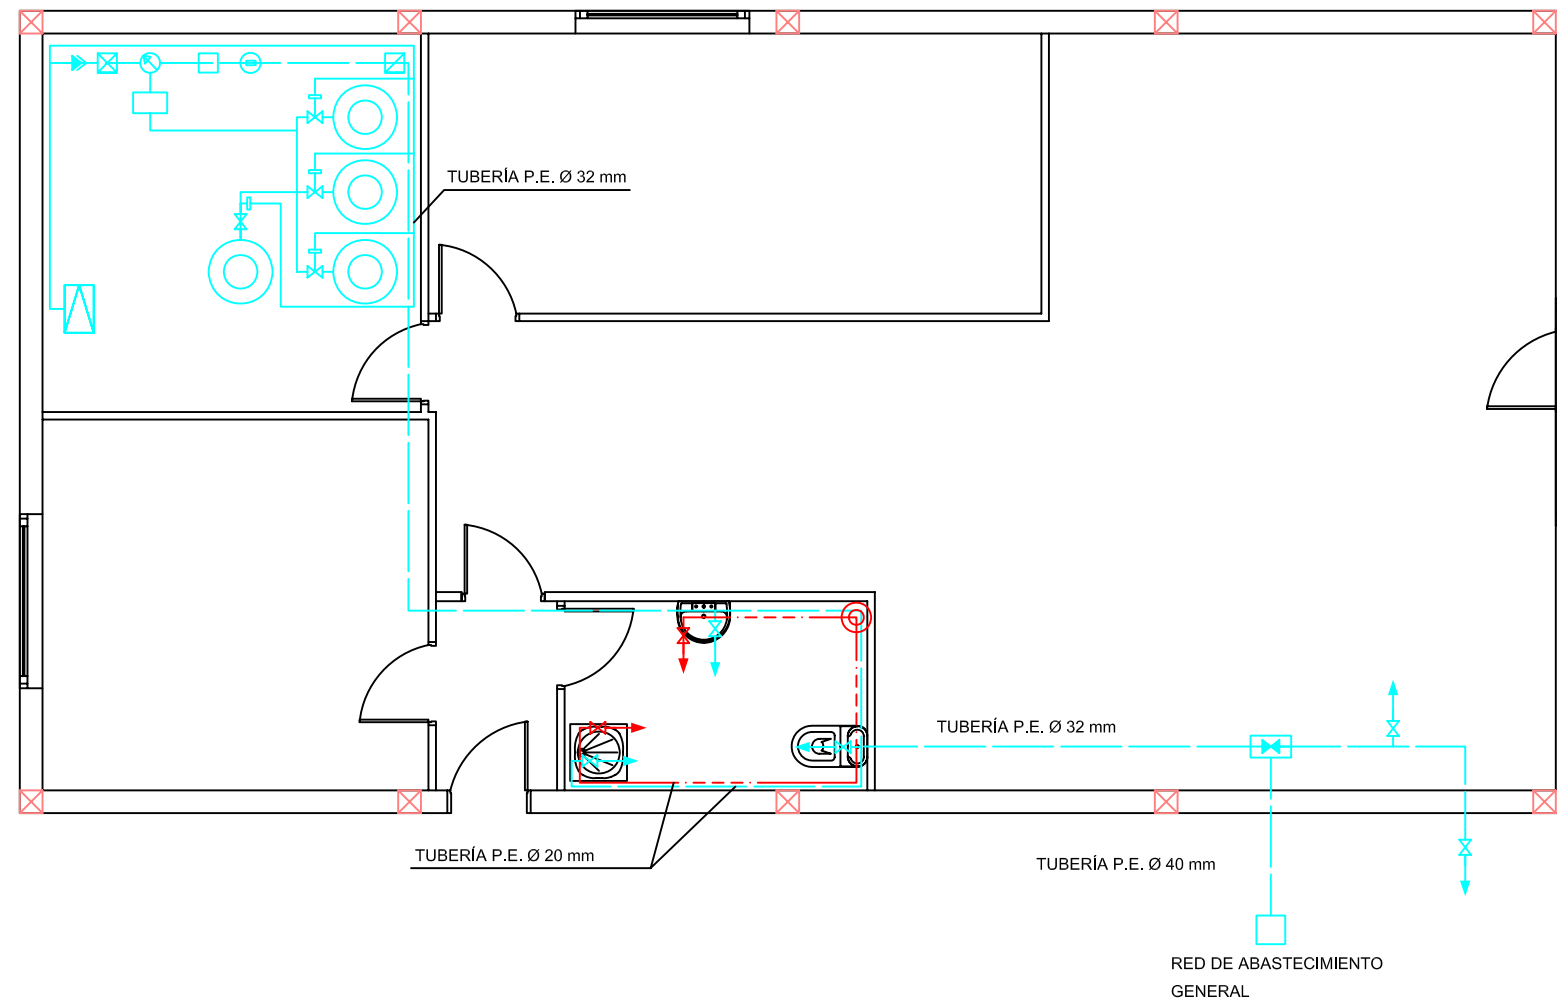 TUBERÍA P.E. Ø 32 mm
TUBERÍA P.E. Ø 32 mm
TUBERÍA P.E. Ø 20 mm
TUBERÍA P.E. Ø 40 mm
RED DE ABASTECIMIENTO
GENERAL